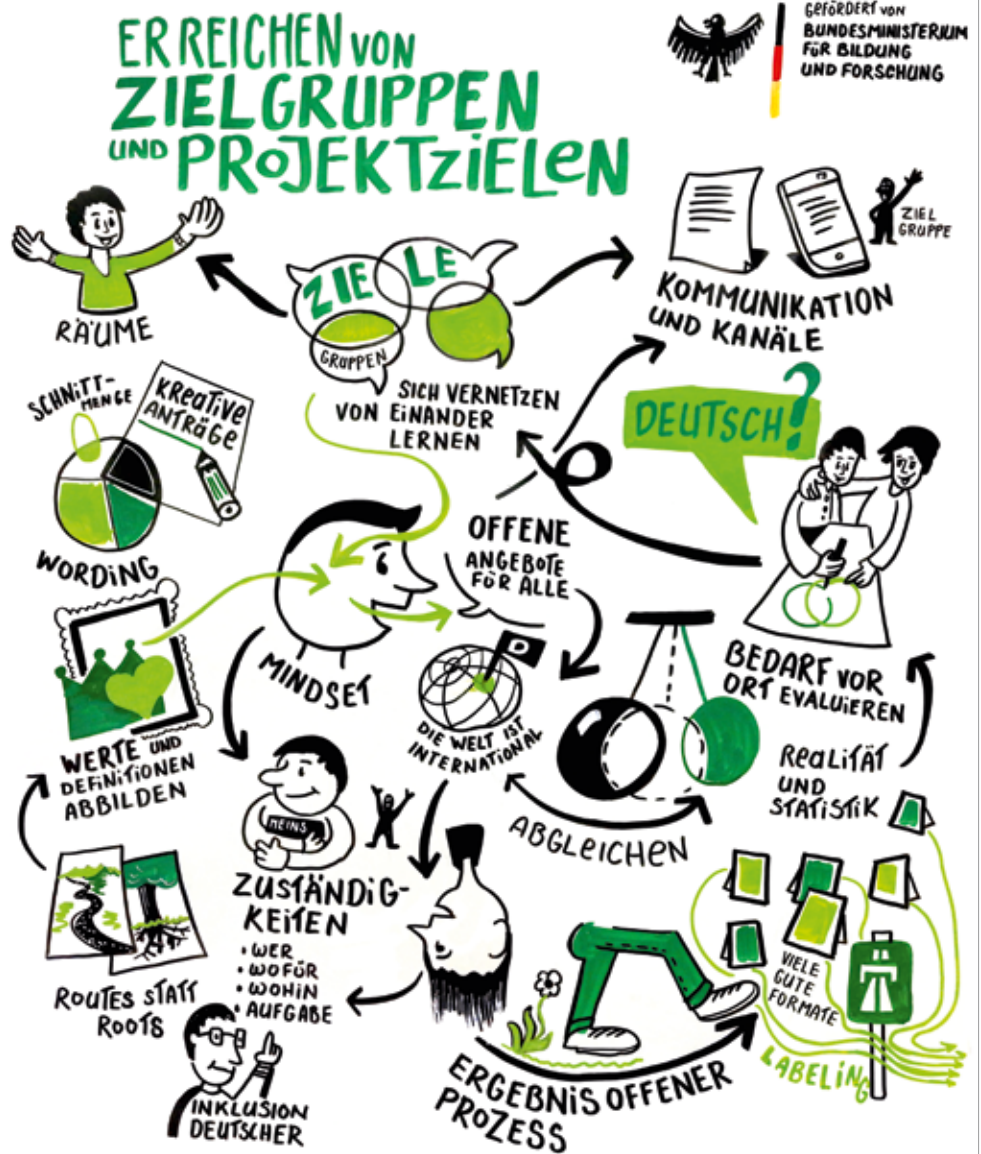 ERREICHEN VON
ZIELGRUPPEN
UND PROJEKTZIELEN
GEFÖRDERT VON
BUNDESMINISTERIUM
FÜR BILDUNG
UND FORSCHUNG
RÄUME
ZIELE
GRUPPEN
SICH VERNETZEN
VON EINANDER
LERNEN
ZIEL
GRUPPE
KOMMUNIKATION
UND KANÄLE
SCHNITT-
MENGE
KREATIVE
ANTRÄGE
WORDING
DEUTSCH?
OFFENE
ANGEBOTE
FÜR ALLE
MINDSET
D
DIE WELT IST
INTERNATIONAL
BEDARF VOR
ORT EVALUIEREN
WERTE UND
DEFINITIONEN
ABBILDEN
REALITÄT
UND
STATISTIK
ABGLEICHEN
MEINS
ZUSTÄNDIG-
KEITEN
• WER
• WOFÜR
• WOHIN
• AUFGABE
ROUTES STATT
ROOTS
INKLUSION
DEUTSCHER
ERGEBNIS OFFENER
PROZESS
VIELE
GUTE
FORMATE
LABELING